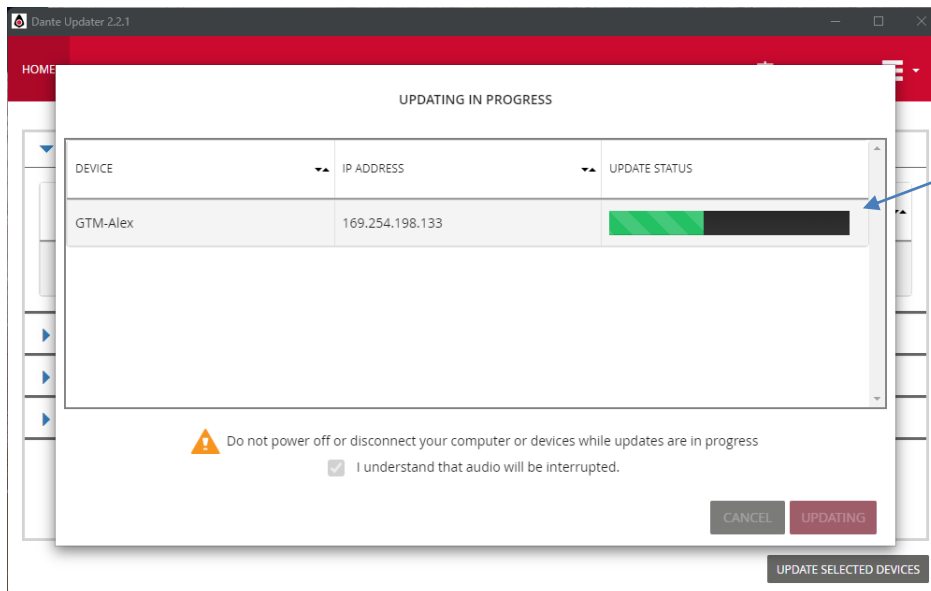 Dante Updater 2.2.1
HOME
UPDATING IN PROGRESS
DEVICE IP ADDRESS UPDATE STATUS
GTM-Alex 169.254.198.133
Do not power off or disconnect your computer or devices while updates are in progress
I understand that audio will be interrupted.
CANCEL UPDATING
UPDATE SELECTED DEVICES